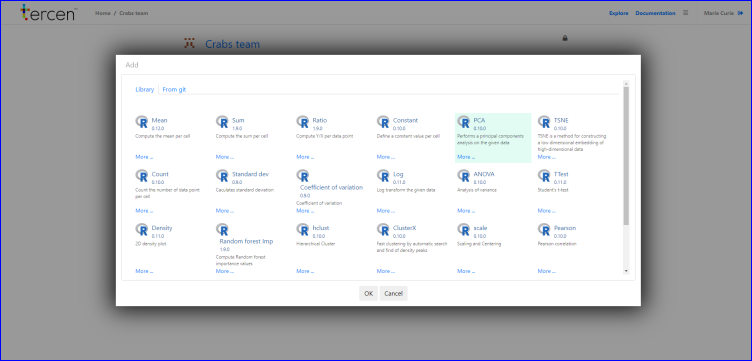 tercen
Home / Crabs team
Explore Documentation Marie Curie
Crabs team
Add
Library From git
Mean
0.12.0
Compute the mean per cell
More ...
Sum
1.9.0
Compute the sum per cell
More ...
Ratio
1.9.0
Compute Y/X per data point
More ...
Constant
0.10.0
Define a constant value per cell
More ...
PCA
0.10.0
Performs a principal components
analysis on the given data
More ...
TSNE
0.10.0
TSNE is a method for constructing
a low dimensional embedding of
high-dimensional data.
More ...
Count
0.10.0
Count the number of data point
per cell
More ...
Standard dev
0.8.0
Caculates standard deviation
More ...
Coefficient of variation
0.9.0
Coefficient of variation
More ...
Log
0.11.0
Log transform the given data
More ...
ANOVA
0.10.0
Analysis of variance
More ...
TTest
0.11.0
Student's t-test
More ...
Density
0.11.0
2D density plot
More ...
Random forest Imp
1.9.0
Compute Random forest
importance values
More ...
hclust
0.10.0
Hierarchical Cluster
More ...
ClusterX
0.10.0
Fast clustering by automatic search
and find of density peaks
More ...
scale
0.10.0
Scaling and Centering
More ...
Pearson
0.10.0
Pearson correlation
More ...
OK Cancel